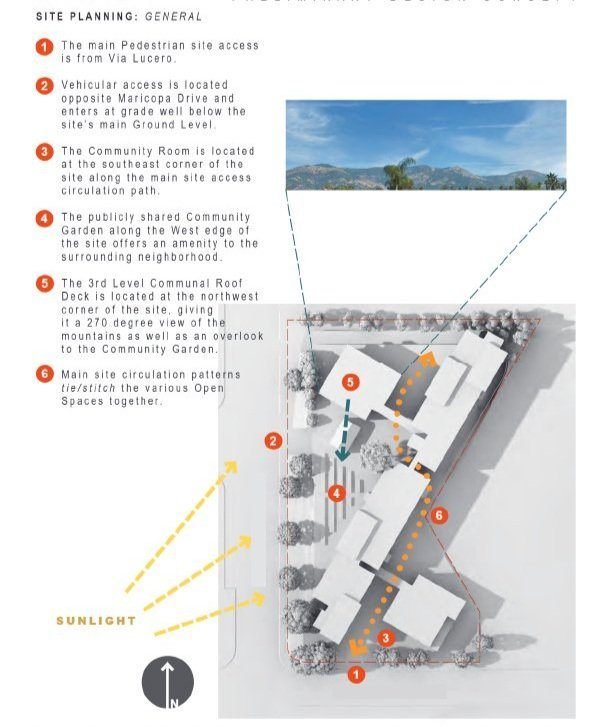 SITE PLANNING: GENERAL
1 The main Pedestrian site access
is from Via Lucero.
2 Vehicular access is located
opposite Maricopa Drive and
enters at grade well below the
site's main Ground Level.
3 The Community Room is located
at the southeast corner of the
site along the main site access
circulation path.
4 The publicly shared Community
Garden along the West edge of
the site offers an amenity to the
surrounding neighborhood.
5 The 3rd Level Communal Roof
Deck is located at the northwest
corner of the site, giving
it a 270 degree view of the
mountains as well as an overlook
to the Community Garden.
6 Main site circulation patterns
tie/stitch the various Open
Spaces together.
5
2
4
6
SUNLIGHT
3
1
N